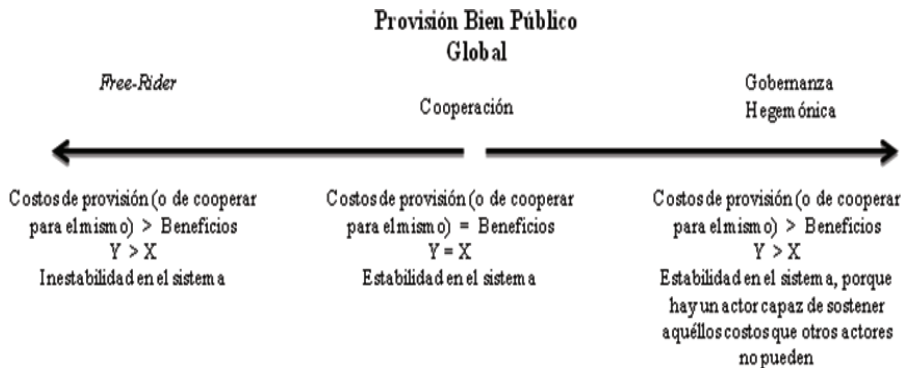 Provisión Bien Público
Global
Free-Rider
Cooperación
Gobernanza
Hegemónica
Costos de provisión (o de cooperar
para el mismo) > Beneficios
Y > X
Inestabilidad en el sistema
Costos de provisión (o de cooperar
para el mismo) = Beneficios
Y = X
Estabilidad en el sistema
Costos de provisión (o de cooperar
para el mismo) > Beneficios
Y > X
Estabilidad en el sistema, porque
hay un actor capaz de sostener
aquéllos costos que otros actores
no pueden